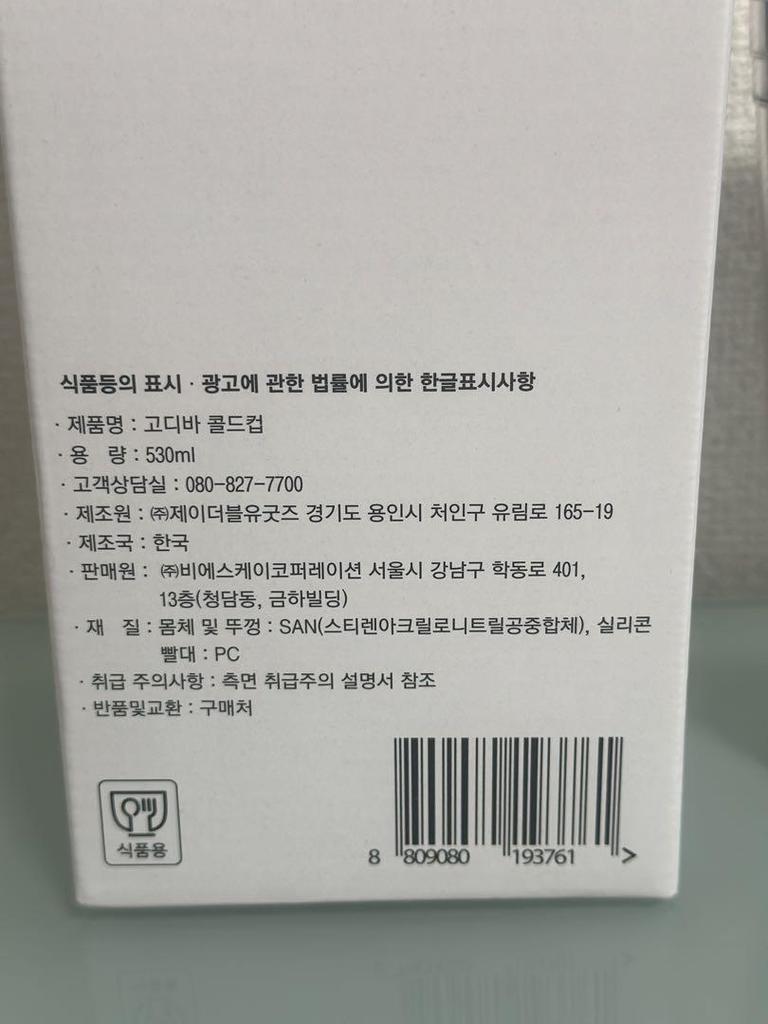 식품등의 표시 · 광고에 관한 법률에 의한 한글표시사항
· 제품명 : 고디바 콜드컵
· 용 량 : 530ml
· 고객상담실 : 080-827-7700
· 제조원 : ㈜제이더블유굿즈 경기도 용인시 처인구 유림로 165-19
· 제조국 : 한국
· 판매원 : ㈜비에스케이코퍼레이션 서울시 강남구 학동로 401,
13층(청담동, 금하빌딩)
· 재 질 : 몸체 및 뚜껑 : SAN(스티렌아크릴로니트릴공중합체), 실리콘
빨대 : PC
· 취급 주의사항 : 측면 취급주의 설명서 참조
· 반품및교환 : 구매처
식품용
8 809080 193761 >